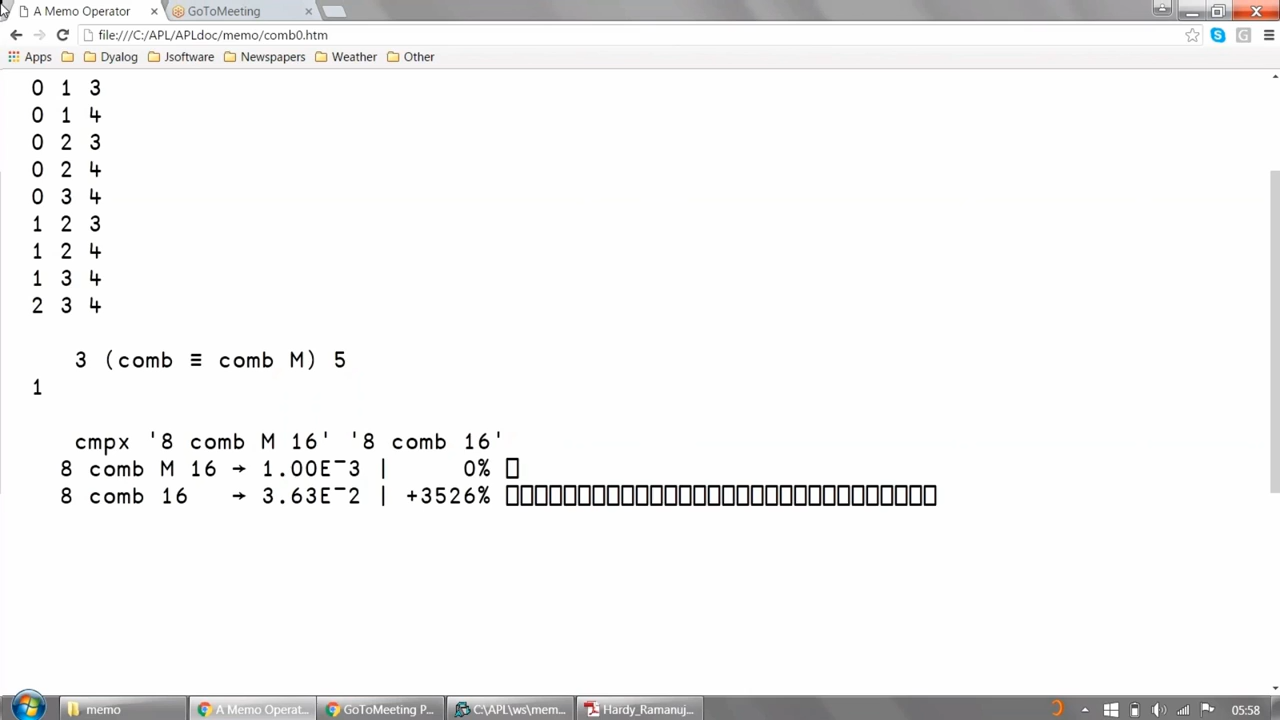 A Memo Operator
GoToMeeting
file:///C:/APL/APLdoc/memo/comb0.htm
Apps Dyalog Jsoftware Newspapers Weather Other
0 1 3
0 1 4
0 2 3
0 2 4
0 3 4
1 2 3
1 2 4
1 3 4
2 3 4
3 (comb ≡ comb M) 5
1
cmpx '8 comb M 16' '8 comb 16'
8 comb M 16 → 1.00E¯3 | 0% ⎕
8 comb 16 → 3.63E¯2 | +3526% ⎕⎕⎕⎕⎕⎕⎕⎕⎕⎕⎕⎕⎕⎕⎕⎕⎕⎕⎕⎕⎕⎕⎕⎕⎕⎕⎕⎕⎕⎕
memo
A Memo Operat...
GoToMeeting P...
C:\APL\ws\mem...
Hardy_Ramanuj...
05:58